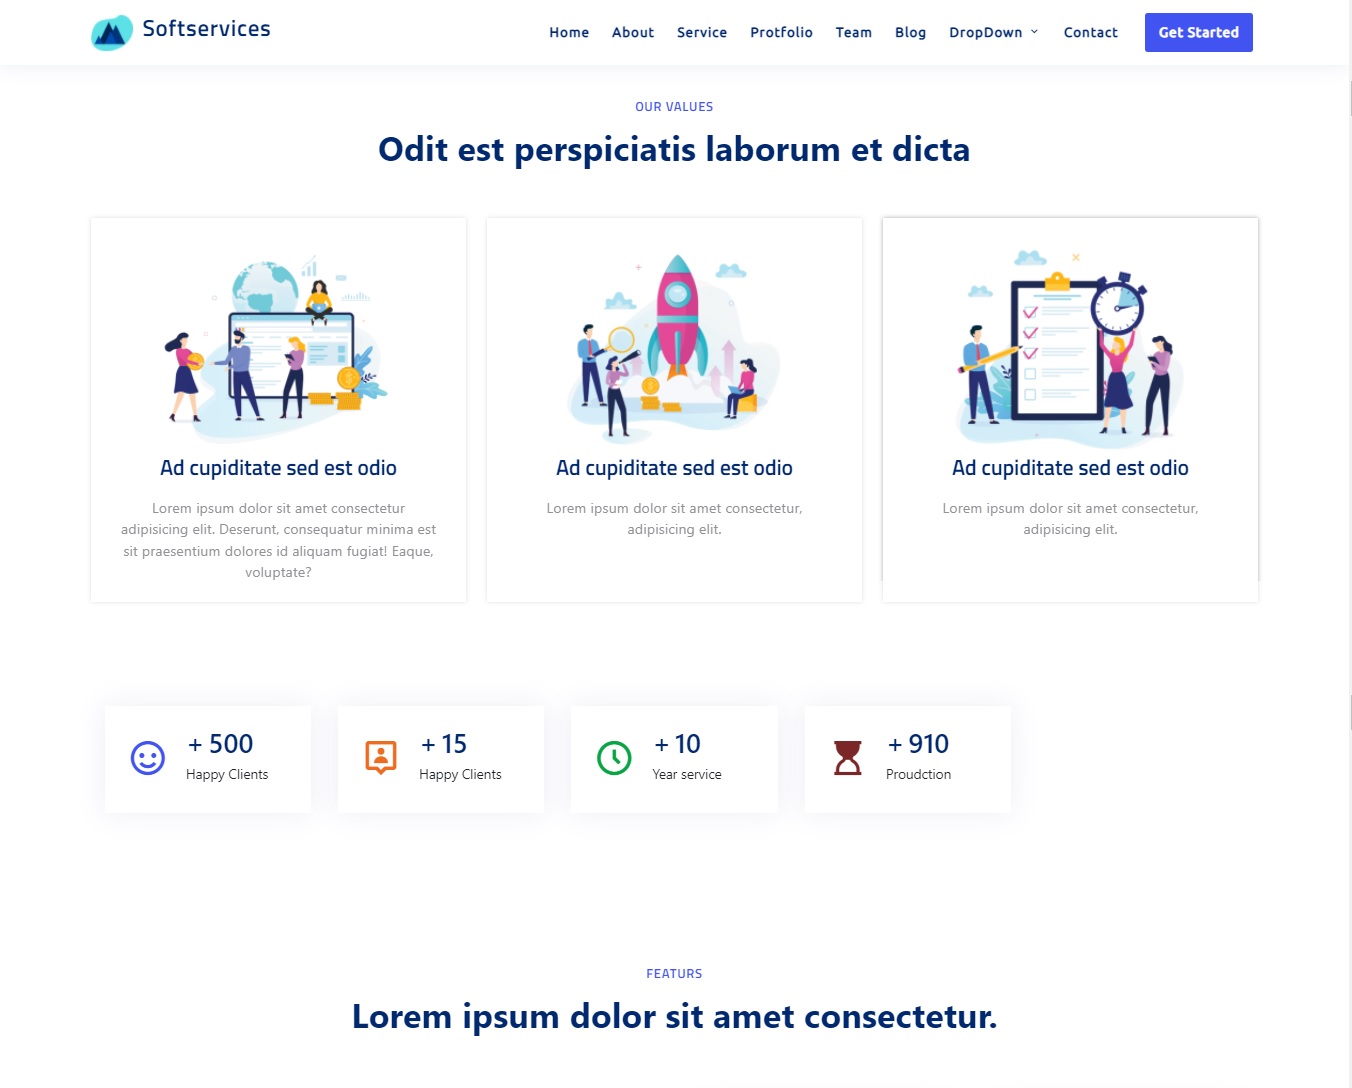 Softservices
Home About Service Protfolio Team Blog DropDown Contact Get Started
OUR VALUES
Odit est perspiciatis laborum et dicta
Ad cupiditate sed est odio
Lorem ipsum dolor sit amet consectetur
adipisicing elit. Deserunt, consequatur minima est
sit praesentium dolores id aliquam fugiat! Eaque,
voluptate?
Ad cupiditate sed est odio
Lorem ipsum dolor sit amet consectetur,
adipisicing elit.
Ad cupiditate sed est odio
Lorem ipsum dolor sit amet consectetur,
adipisicing elit.
+ 500
Happy Clients
+ 15
Happy Clients
+ 10
Year service
+ 910
Proudction
FEATURS
Lorem ipsum dolor sit amet consectetur.